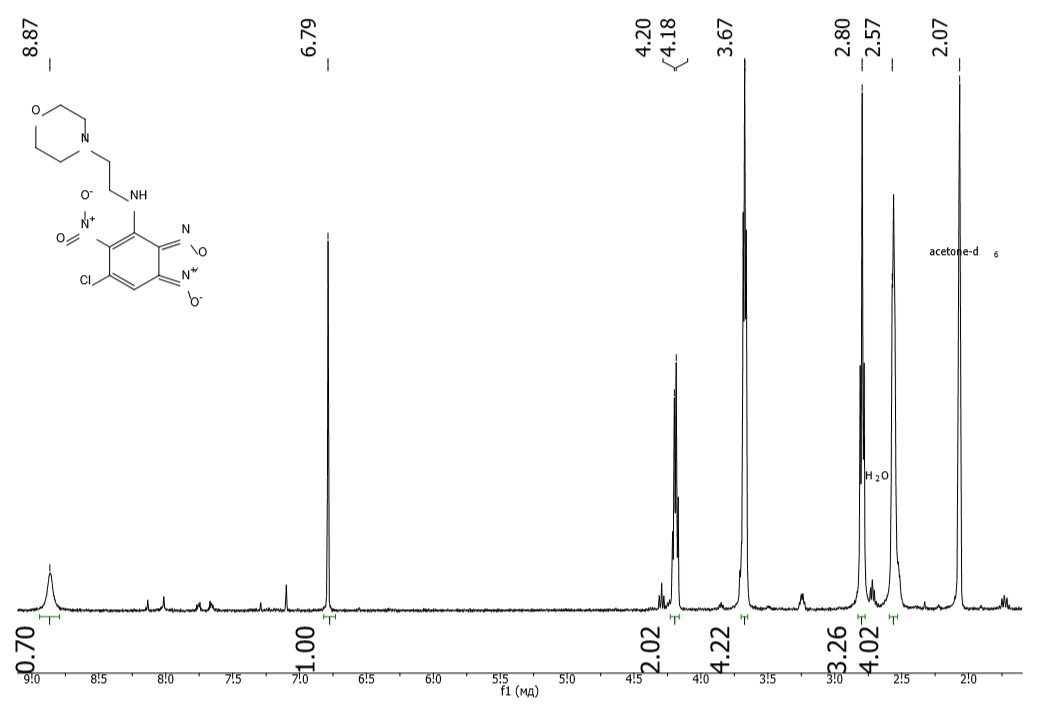 8.87
6.79
4.20
4.18
3.67
2.80
2.57
2.07
O
N
O-
NH
N+
O
N
O
N+
Cl
O-
acetone-d 6
H2O
0.70
1.00
2.02
4.22
3.26
4.02
9.0 8.5 8.0 7.5 7.0 6.5 6.0 5.5 5.0 4.5 4.0 3.5 3.0 2.5 2.0
f1 (мд)